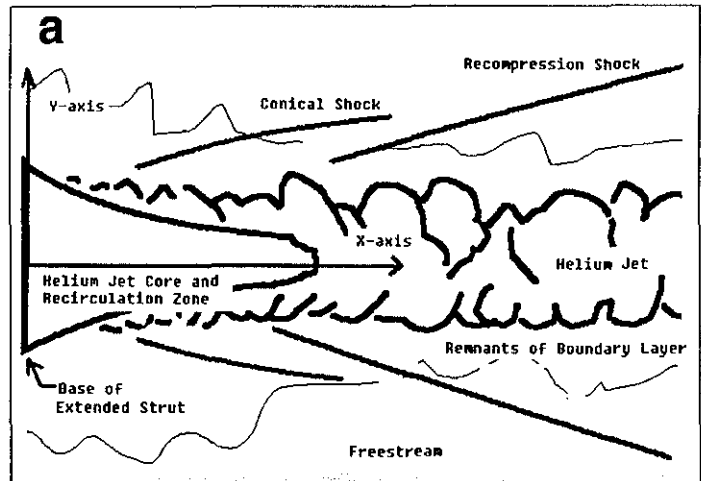 a
Recompression Shock
Y-axis
Conical Shock
X-axis
Helium Jet
Helium Jet Core and
Recirculation Zone
Remnants of Boundary Layer
Base of
Extended Strut
Freestream